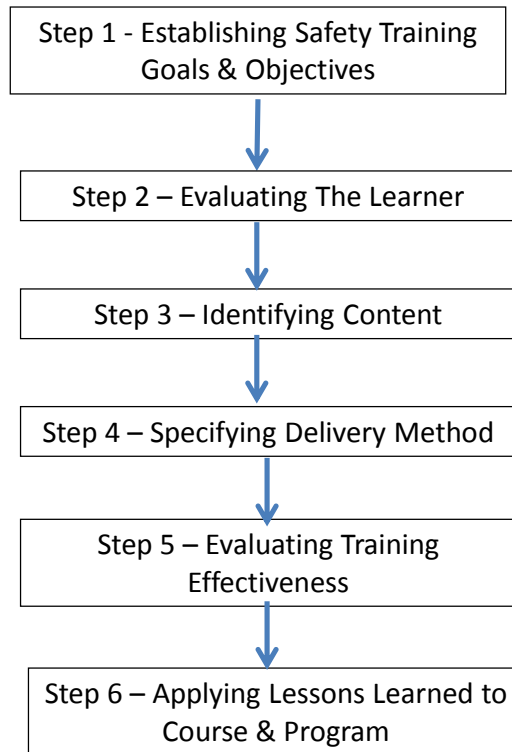 Step 1 - Establishing Safety Training
Goals & Objectives
Step 2 – Evaluating The Learner
Step 3 – Identifying Content
Step 4 – Specifying Delivery Method
Step 5 – Evaluating Training
Effectiveness
Step 6 – Applying Lessons Learned to
Course & Program